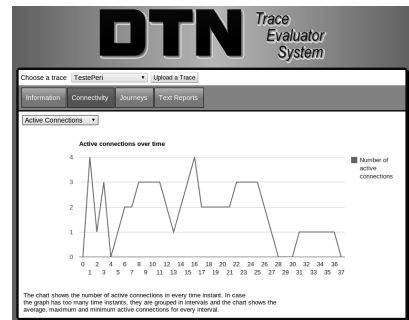 DTN Trace
Evaluator
System
Choose a trace TestePeri Upload a Trace
Information Connectivity Journeys Text Reports
Active Connections
Active connections over time
4
3
2
1
0
Number of
active
connections
0 2 4 6 8 10 12 14 16 18 20 22 24 26 28 30 32 34 36
1 3 5 7 9 11 13 15 17 19 21 23 25 27 29 31 33 35 37
The chart shows the number of active connections in every time instant. In case
the graph has too many time instants, they are grouped in intervals and the chart shows the
average, maximum and minimum active connections for every interval.